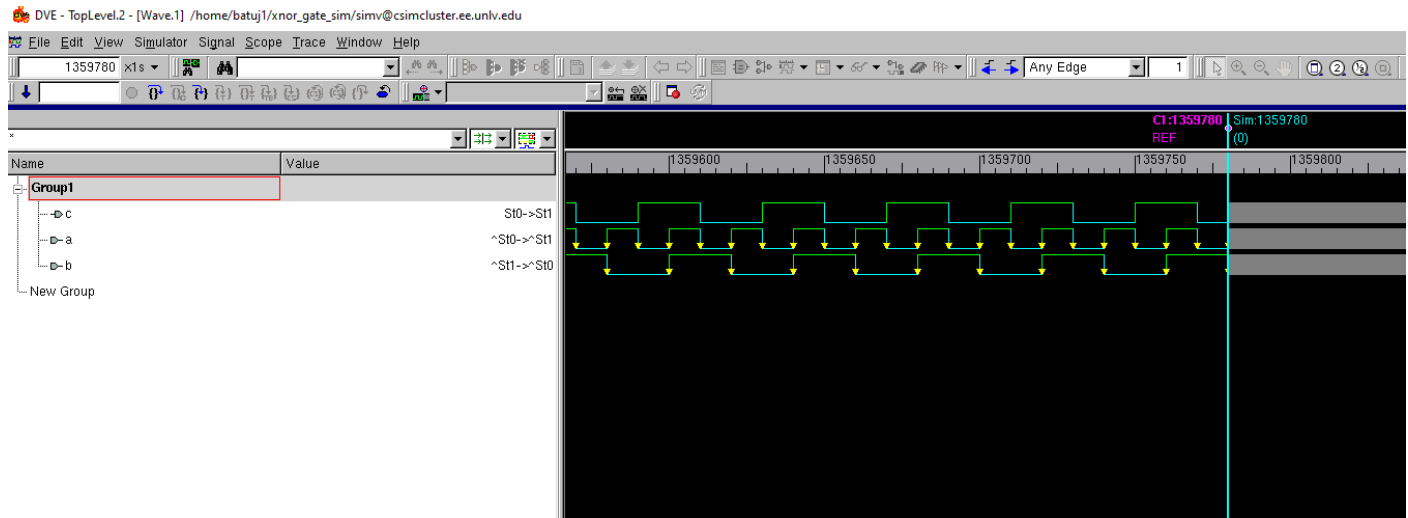 DVE - TopLevel.2 - [Wave.1] /home/batuj1/xnor_gate_sim/simv@csimcluster.ee.unlv.edu
File Edit View Simulator Signal Scope Trace Window Help
1359780 x1s
Any Edge 1
C1:1359780 Sim:1359780
REF (0)
*
Name Value
1359600 1359650 1359700 1359750 1359800
Group1
c St0->St1
a ^St0->^St1
b ^St1->^St0
New Group